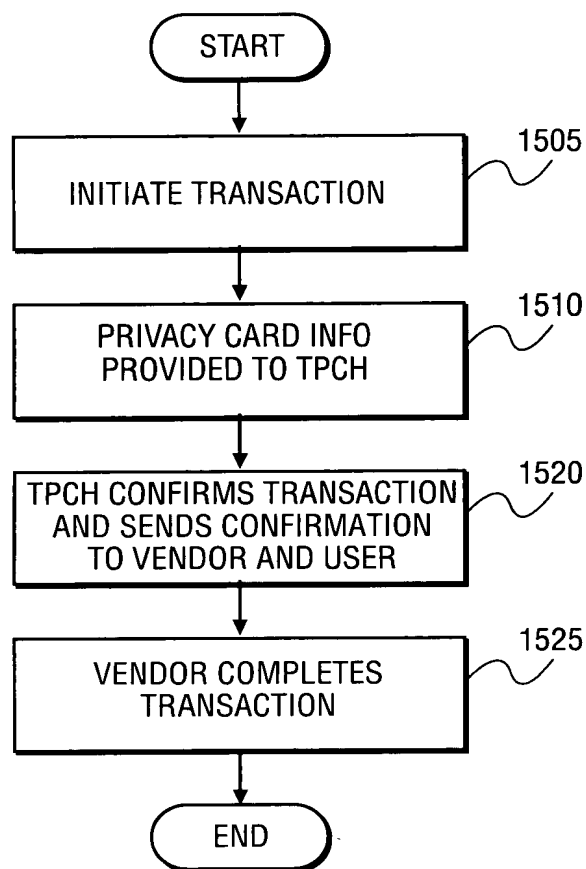 START
1505
INITIATE TRANSACTION
1510
PRIVACY CARD INFO
PROVIDED TO TPCH
1520
TPCH CONFIRMS TRANSACTION
AND SENDS CONFIRMATION
TO VENDOR AND USER
1525
VENDOR COMPLETES
TRANSACTION
END